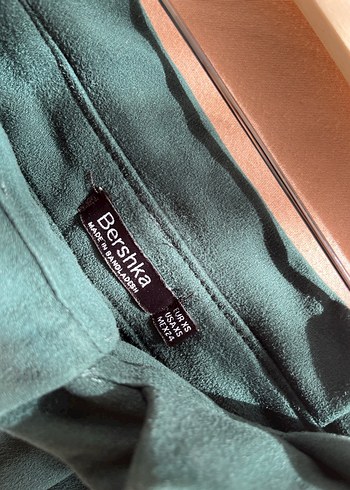 Bershka
MADE IN BANGLADESH
EUR XS
USA XS
MEX 24